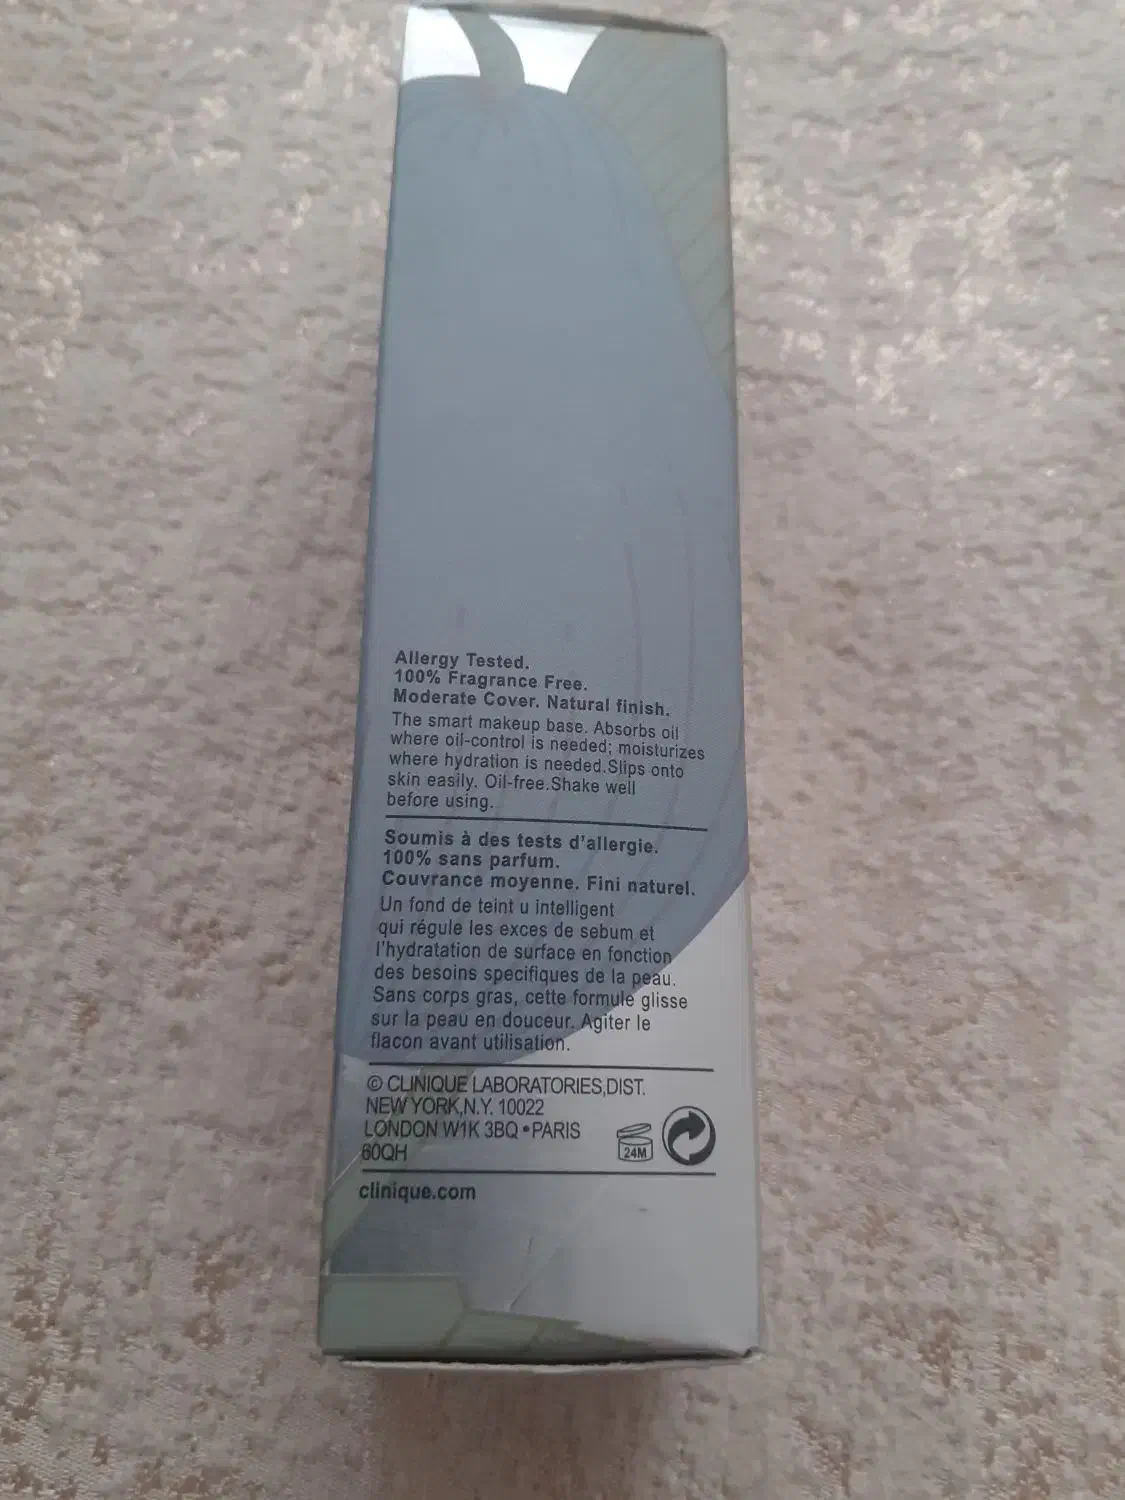 Allergy Tested.
100% Fragrance Free.
Moderate Cover. Natural finish.
The smart makeup base. Absorbs oil
where oil-control is needed; moisturizes
where hydration is needed.Slips onto
skin easily. Oil-free.Shake well
before using.
Soumis à des tests d'allergie.
100% sans parfum.
Couvrance moyenne. Fini naturel.
Un fond de teint u intelligent
qui régule les exces de sebum et
l'hydratation de surface en fonction
des besoins specifiques de la peau.
Sans corps gras, cette formule glisse
sur la peau en douceur. Agiter le
flacon avant utilisation.
© CLINIQUE LABORATORIES,DIST.
NEW YORK,N.Y. 10022
LONDON W1K 3BQ•PARIS
60QH
24M
clinique.com